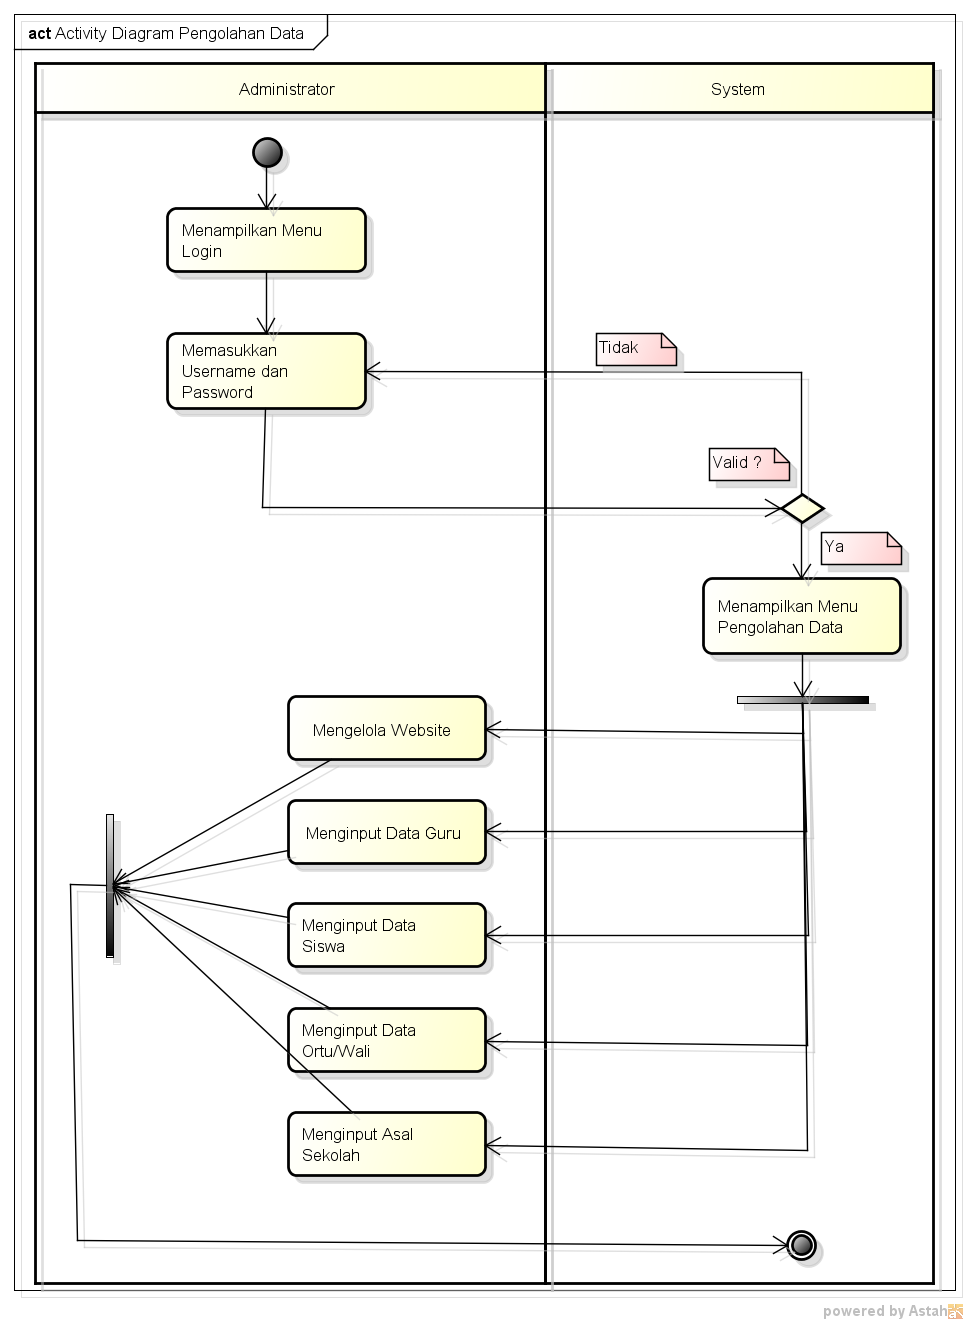 act Activity Diagram Pengolahan Data
Administrator
System
Menampilkan Menu
Login
Memasukkan
Username dan
Password
Tidak
Valid ?
Ya
Menampilkan Menu
Pengolahan Data
Mengelola Website
Menginput Data Guru
Menginput Data
Siswa
Menginput Data
Ortu/Wali
Menginput Asal
Sekolah
powered by Astah